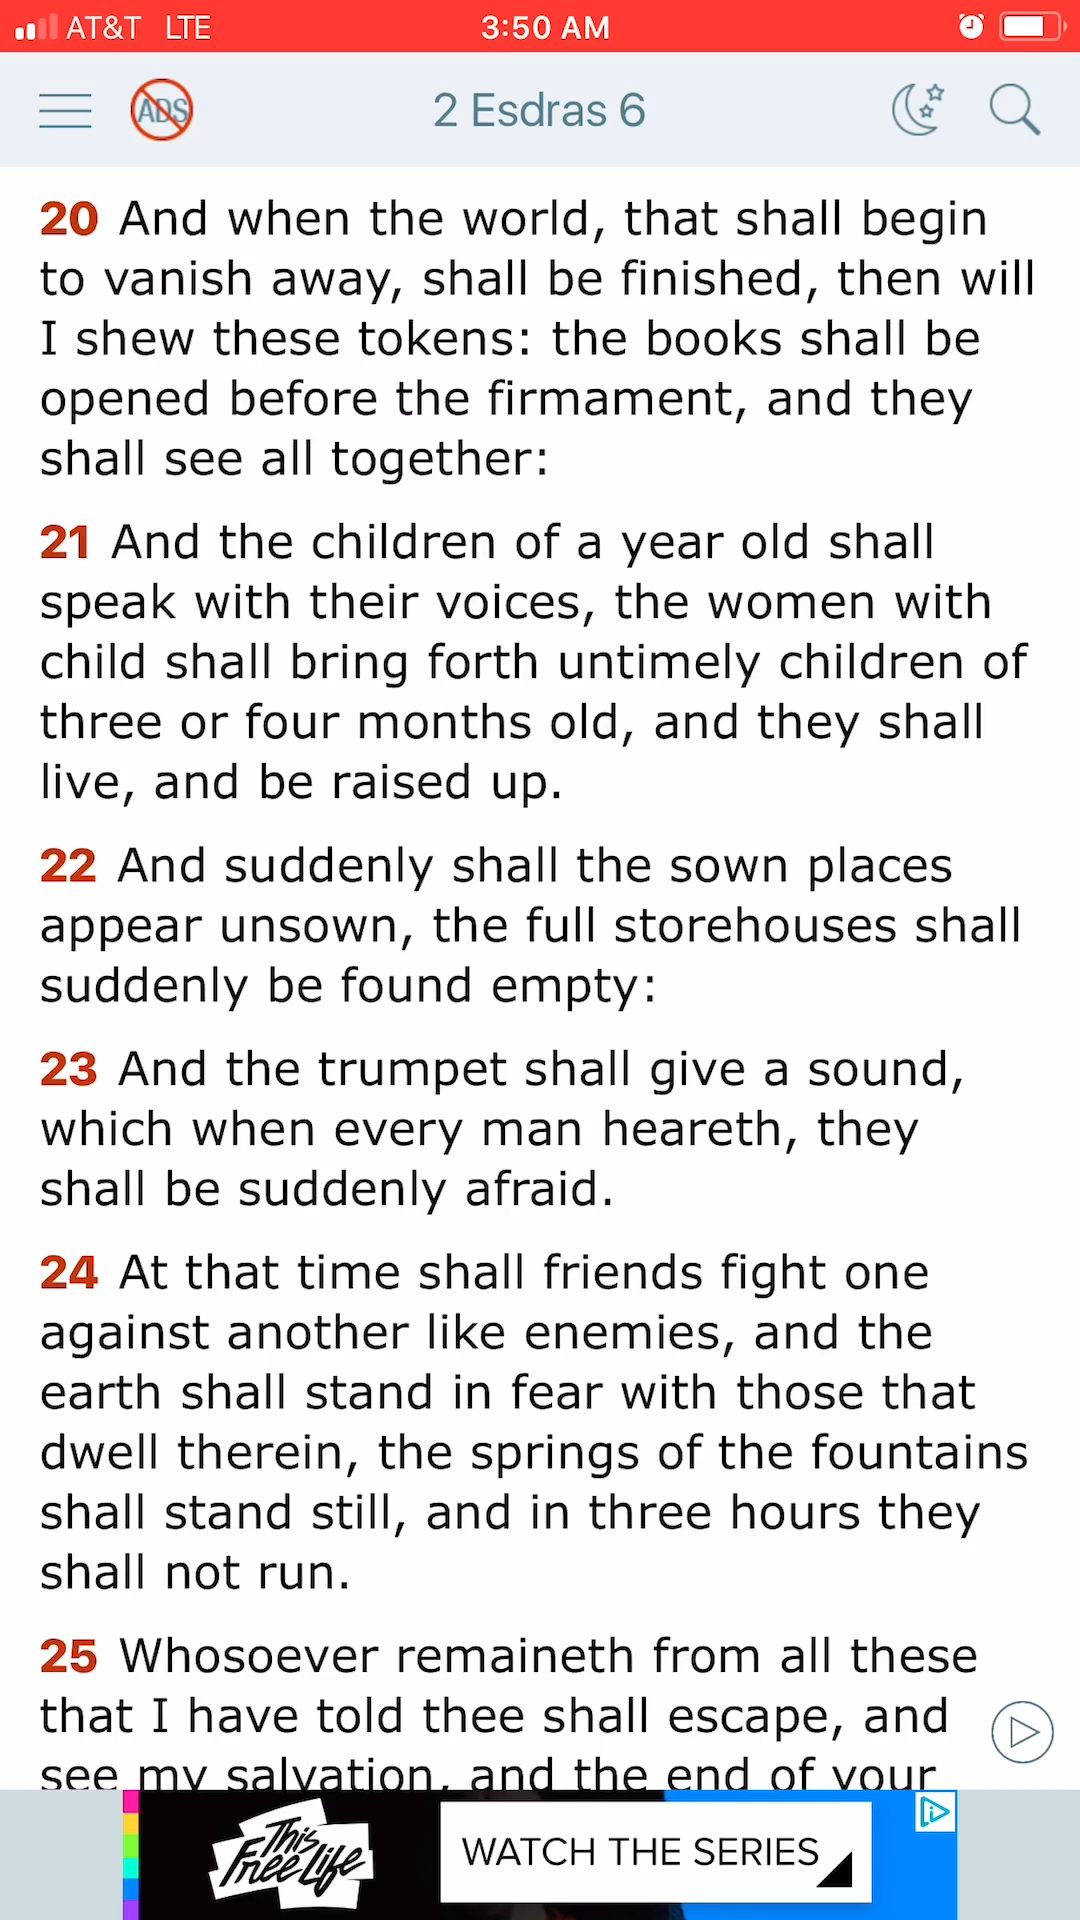 AT&T LTE 3:50 AM
ADS 2 Esdras 6
20 And when the world, that shall begin
to vanish away, shall be finished, then will
I shew these tokens: the books shall be
opened before the firmament, and they
shall see all together:
21 And the children of a year old shall
speak with their voices, the women with
child shall bring forth untimely children of
three or four months old, and they shall
live, and be raised up.
22 And suddenly shall the sown places
appear unsown, the full storehouses shall
suddenly be found empty:
23 And the trumpet shall give a sound,
which when every man heareth, they
shall be suddenly afraid.
24 At that time shall friends fight one
against another like enemies, and the
earth shall stand in fear with those that
dwell therein, the springs of the fountains
shall stand still, and in three hours they
shall not run.
25 Whosoever remaineth from all these
that I have told thee shall escape, and
see my salvation, and the end of your
This
Free Life
WATCH THE SERIES